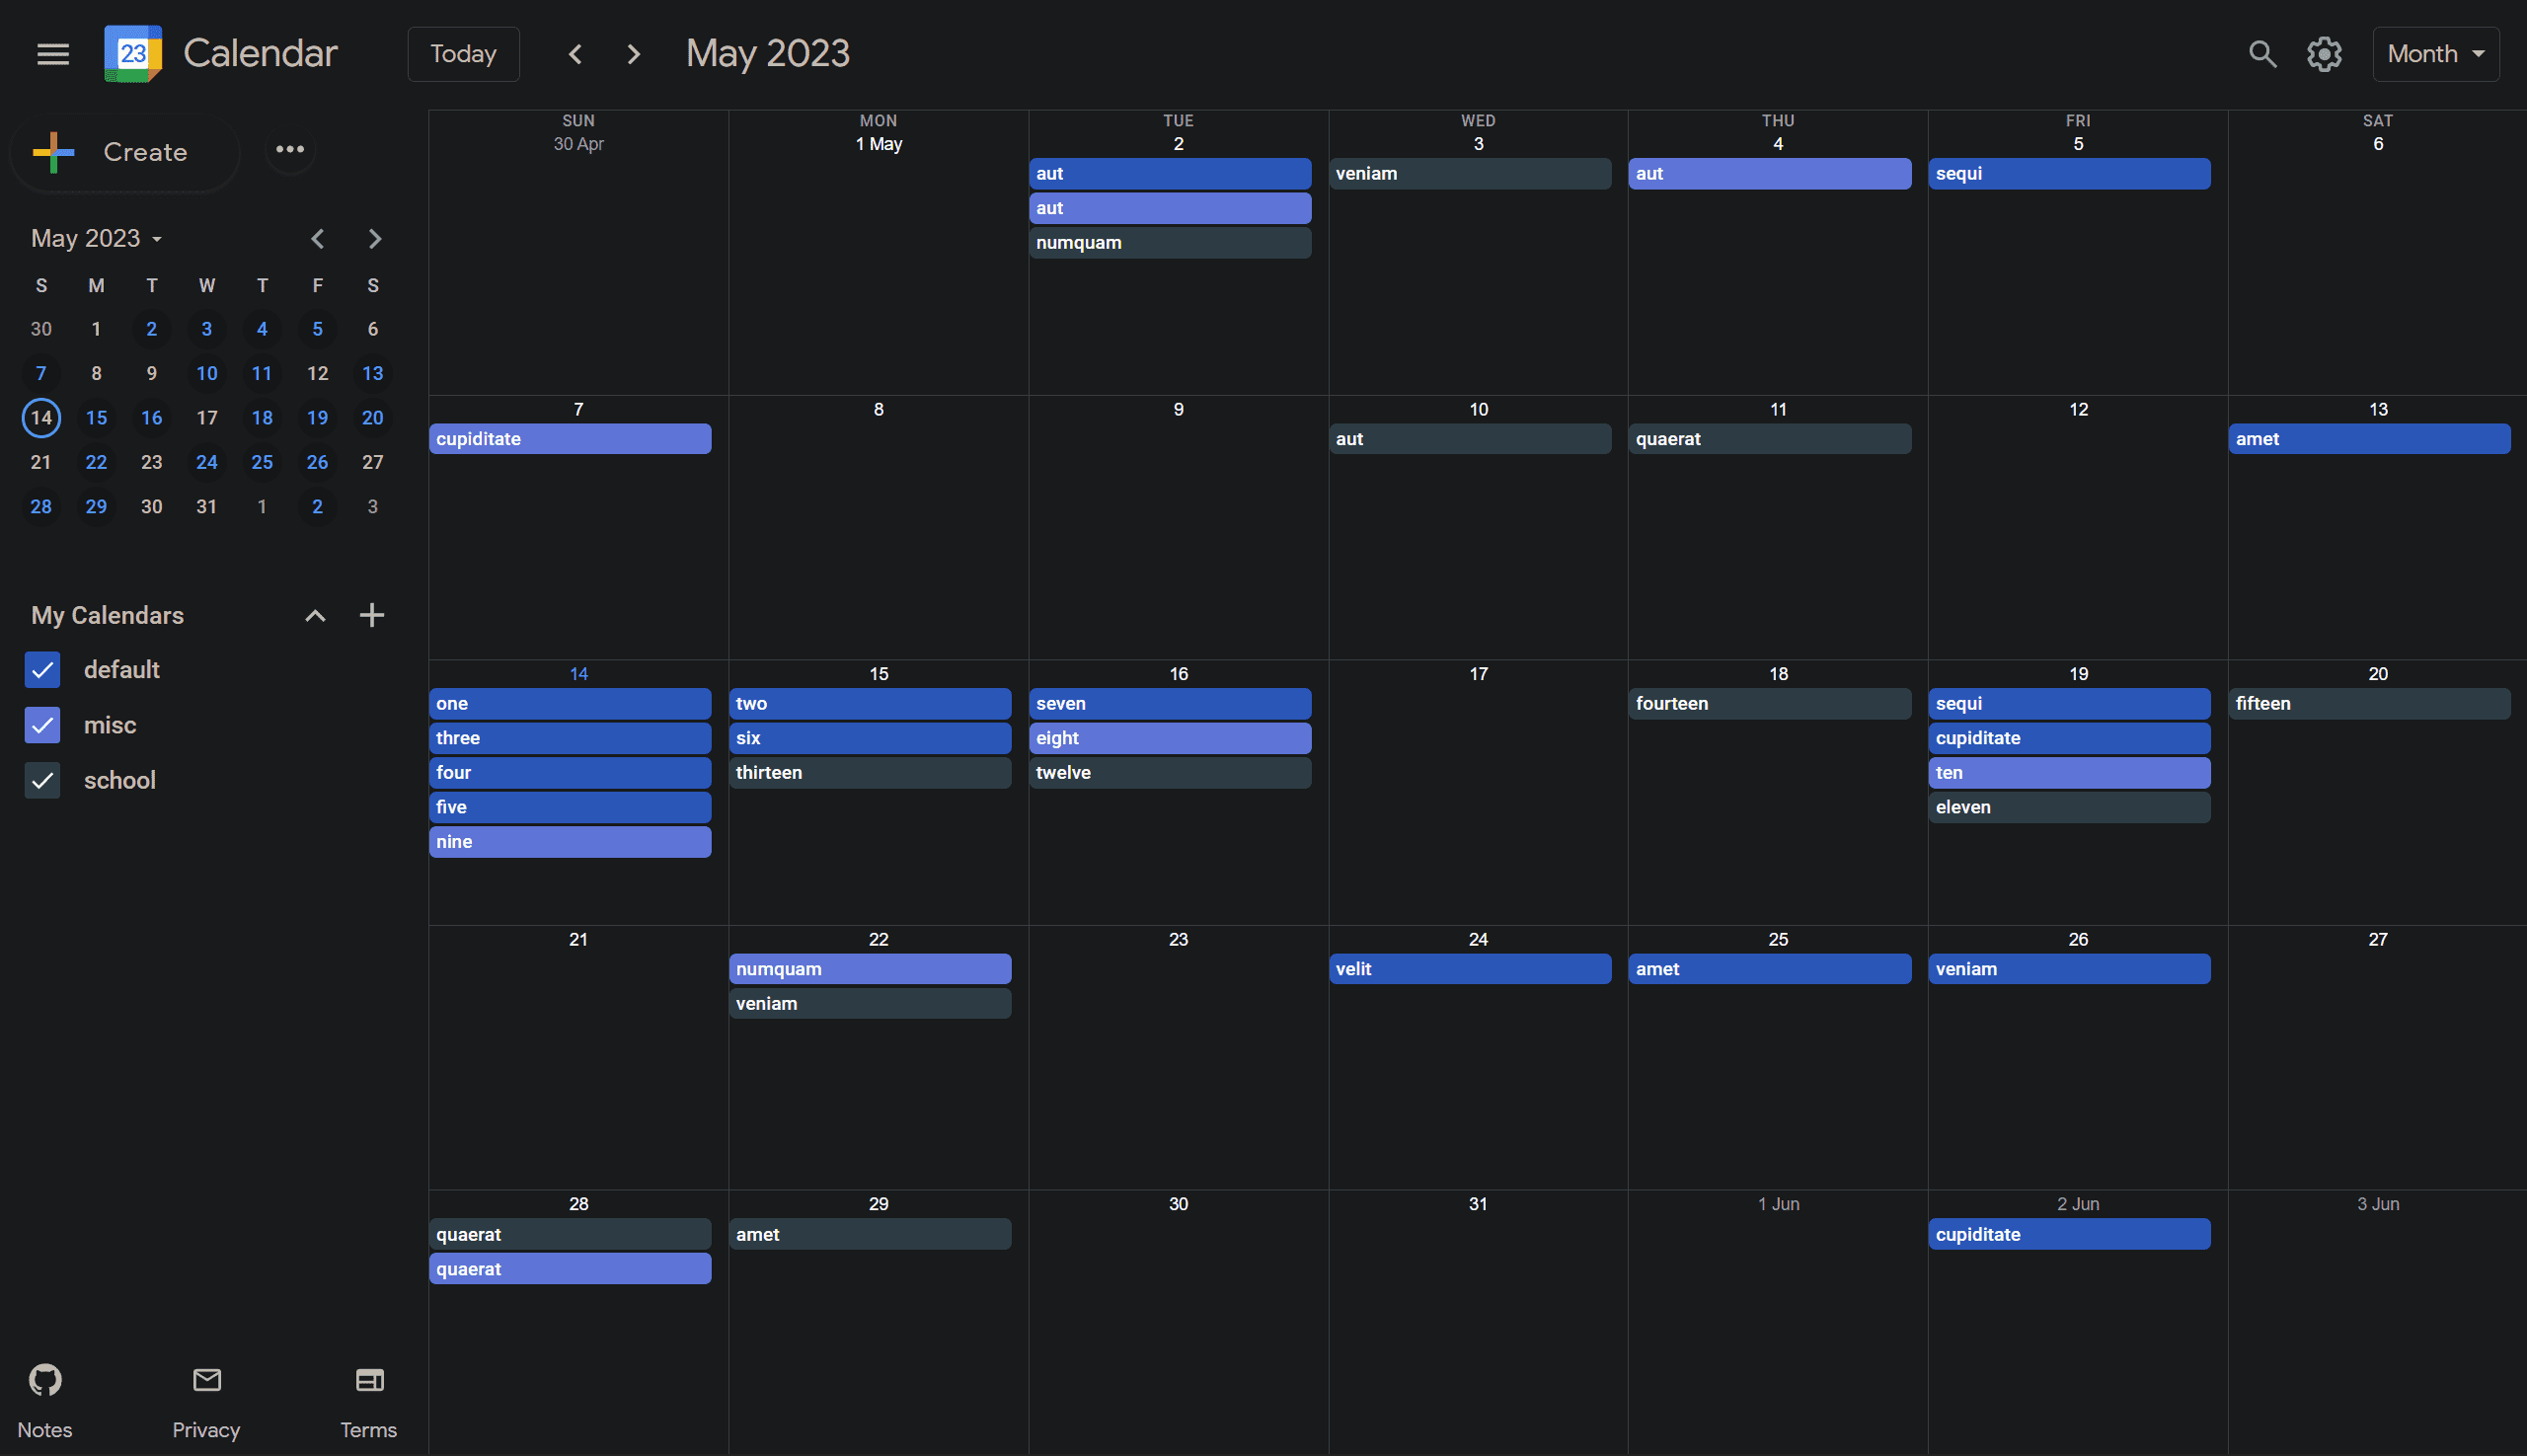 23 Calendar Today May 2023 Month
Create
May 2023
S M T W T F S
30 1 2 3 4 5 6
7 8 9 10 11 12 13
14 15 16 17 18 19 20
21 22 23 24 25 26 27
28 29 30 31 1 2 3
My Calendars
default
misc
school
Notes Privacy Terms
SUN MON TUE WED THU FRI SAT
30 Apr 1 May 2 3 4 5 6
aut veniam aut sequi
aut
numquam
7 8 9 10 11 12 13
cupiditate aut quaerat amet
14 15 16 17 18 19 20
one two seven fourteen sequi fifteen
three six eight cupiditate
four thirteen twelve ten
five eleven
nine
21 22 23 24 25 26 27
numquam velit amet veniam
veniam
28 29 30 31 1 Jun 2 Jun 3 Jun
quaerat amet cupiditate
quaerat